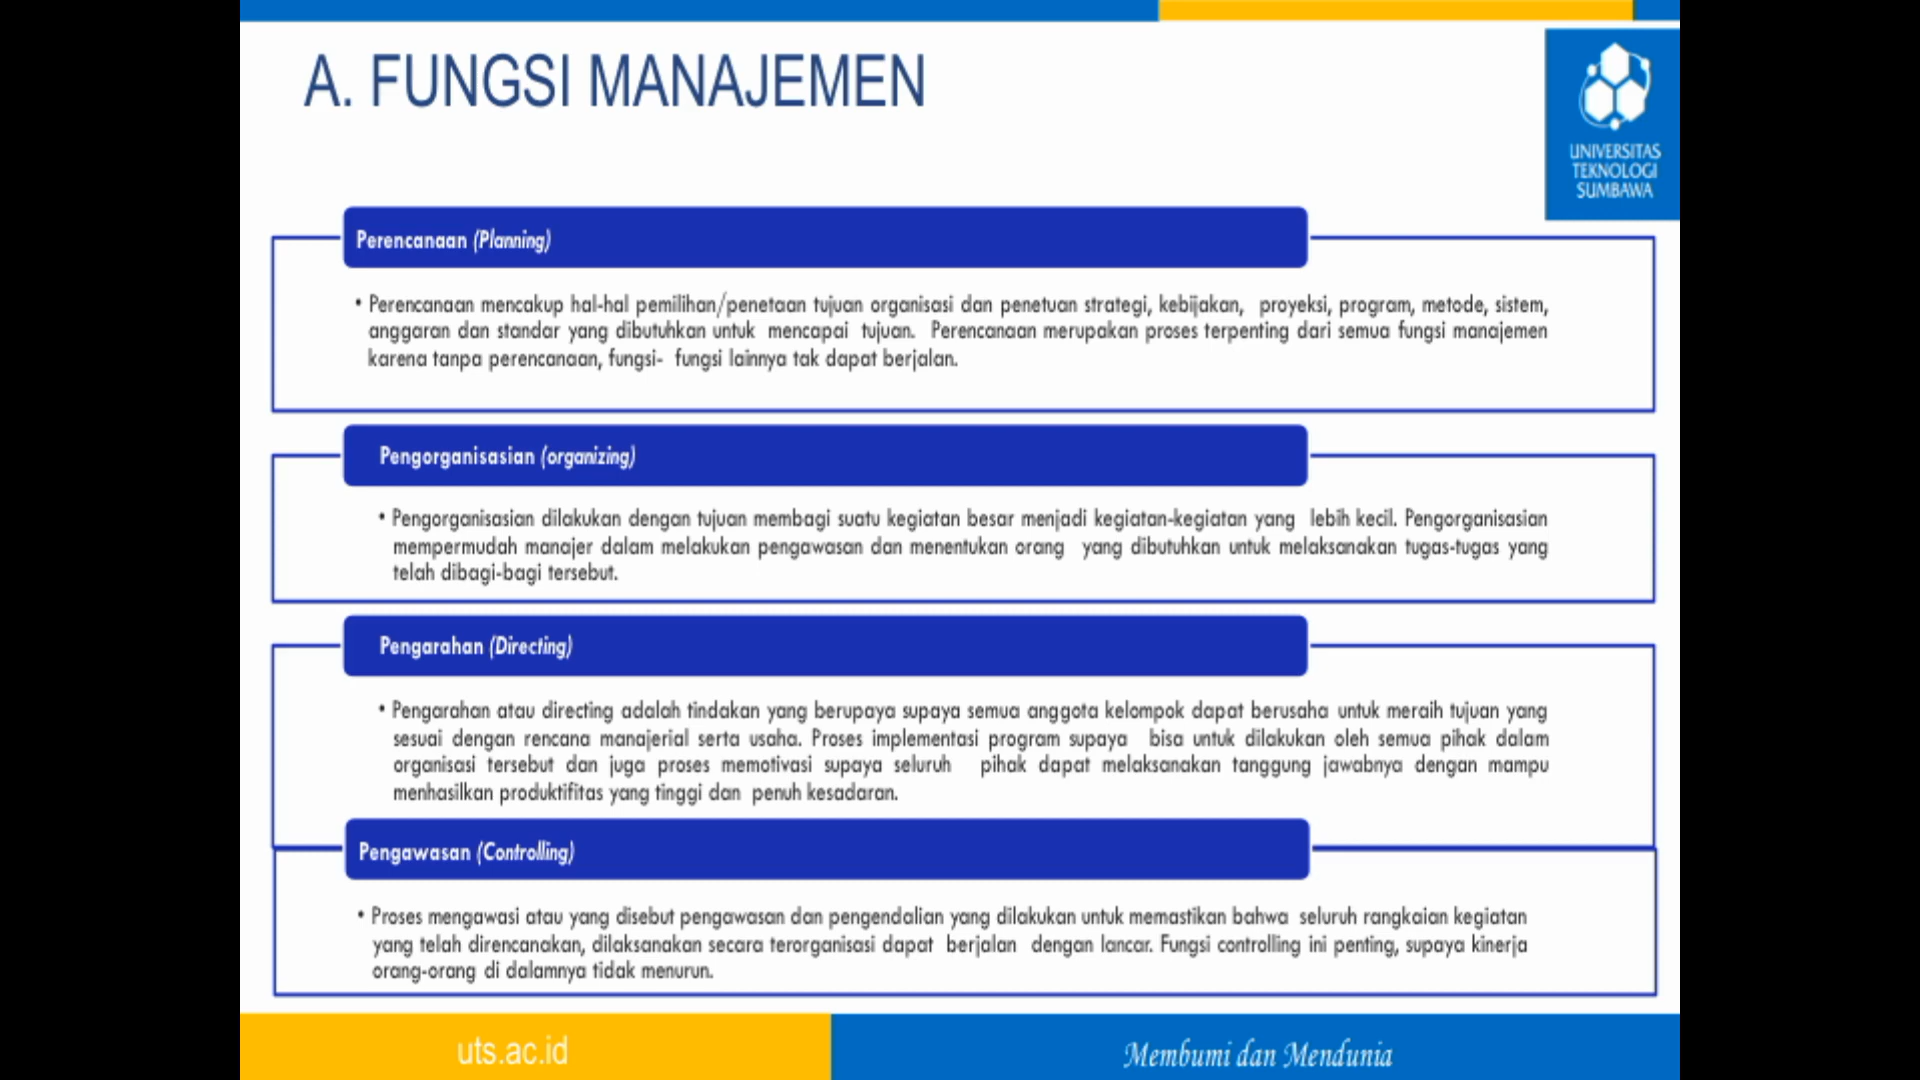 A. FUNGSI MANAJEMEN
UNIVERSITAS
TEKNOLOGI
SUMBAWA
Perencanaan (Planning)
• Perencanaan mencakup hal-hal pemilihan/penetaan tujuan organisasi dan penetuan strategi, kebijakan, proyeksi, program, metode, sistem,
anggaran dan standar yang dibutuhkan untuk mencapai tujuan. Perencanaan merupakan proses terpenting dari semua fungsi manajemen
karena tanpa perencanaan, fungsi- fungsi lainnya tak dapat berjalan.
Pengorganisasian (organizing)
• Pengorganisasian dilakukan dengan tujuan membagi suatu kegiatan besar menjadi kegiatan-kegiatan yang lebih kecil. Pengorganisasian
mempermudah manajer dalam melakukan pengawasan dan menentukan orang yang dibutuhkan untuk melaksanakan tugas-tugas yang
telah dibagi-bagi tersebut.
Pengarahan (Directing)
• Pengarahan atau directing adalah tindakan yang berupaya supaya semua anggota kelompok dapat berusaha untuk meraih tujuan yang
sesuai dengan rencana manajerial serta usaha. Proses implementasi program supaya bisa untuk dilakukan oleh semua pihak dalam
organisasi tersebut dan juga proses memotivasi supaya seluruh pihak dapat melaksanakan tanggung jawabnya dengan mampu
menhasilkan produktifitas yang tinggi dan penuh kesadaran.
Pengawasan (Controlling)
• Proses mengawasi atau yang disebut pengawasan dan pengendalian yang dilakukan untuk memastikan bahwa seluruh rangkaian kegiatan
yang telah direncanakan, dilaksanakan secara terorganisasi dapat berjalan dengan lancar. Fungsi controlling ini penting, supaya kinerja
orang-orang di dalamnya tidak menurun.
uts.ac.id
Membumi dan Mendunia